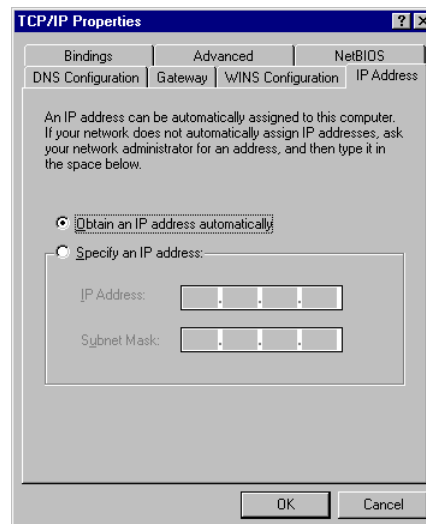 TCP/IP Properties
Bindings Advanced NetBIOS
DNS Configuration Gateway WINS Configuration IP Address
An IP address can be automatically assigned to this computer.
If your network does not automatically assign IP addresses, ask
your network administrator for an address, and then type it in
the space below.
Obtain an IP address automatically
Specify an IP address:
IP Address:
. . .
Subnet Mask:
. . .
OK Cancel